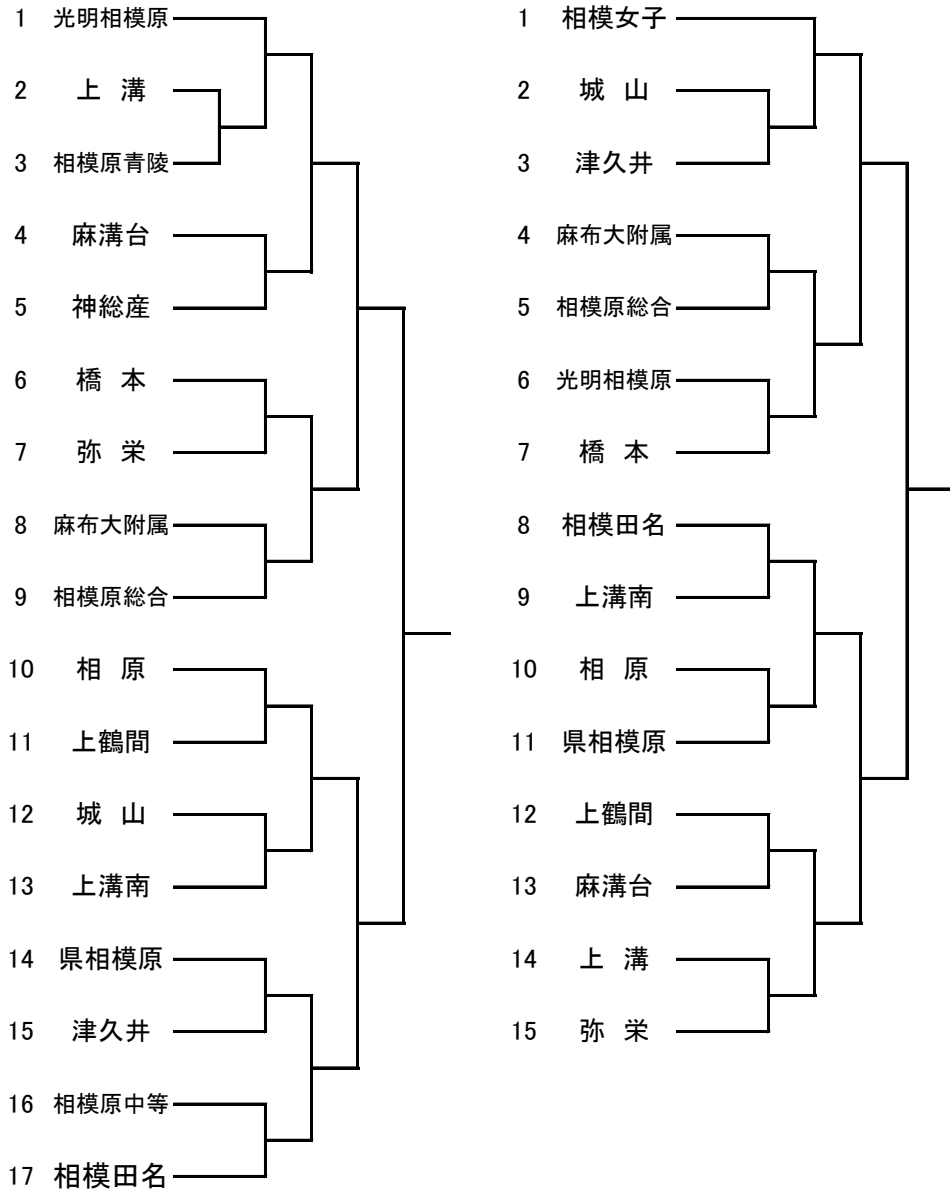 1 光明相模原
2 上 溝
3 相模原青陵
4 麻溝台
5 神総産
6 橋 本
7 弥 栄
8 麻布大附属
9 相模原総合
10 相 原
11 上鶴間
12 城 山
13 上溝南
14 県相模原
15 津久井
16 相模原中等
17 相模田名
1 相模女子
2 城 山
3 津久井
4 麻布大附属
5 相模原総合
6 光明相模原
7 橋 本
8 相模田名
9 上溝南
10 相 原
11 県相模原
12 上鶴間
13 麻溝台
14 上 溝
15 弥 栄